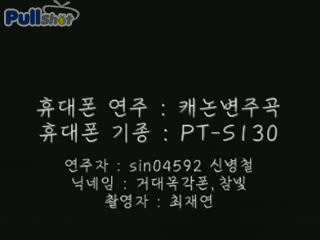 Pullshot
휴대폰 연주 : 캐논변주곡
휴대폰 기종 : PT-S130
연주자 : sin04592 신병철
닉네임 : 거대목각폰,참빛
촬영자 : 최재연